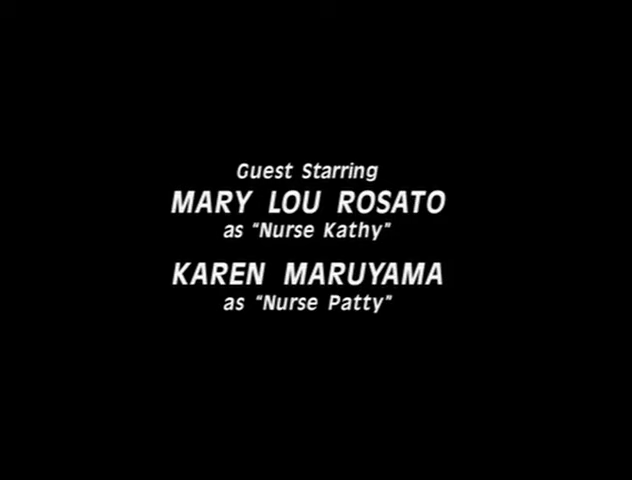 Guest Starring
MARY LOU ROSATO
as "Nurse Kathy"
KAREN MARUYAMA
as "Nurse Patty"